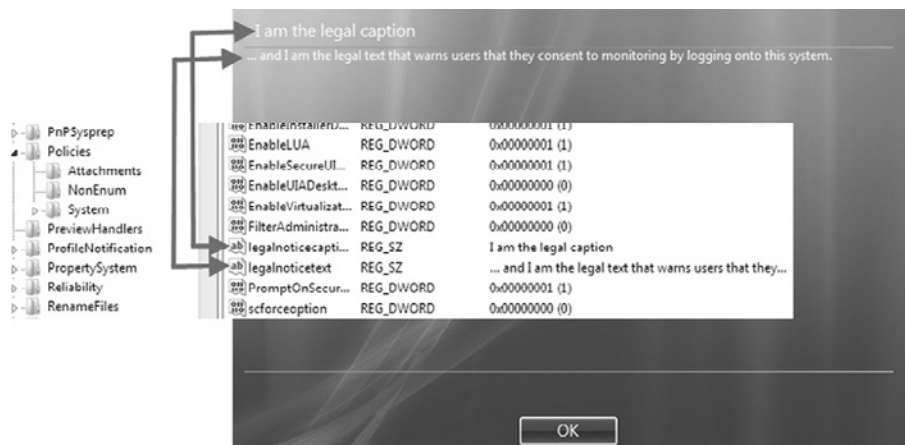 I am the legal caption
... and I am the legal text that warns users that they consent to monitoring by logging onto this system.
PnPSysprep
Policies
Attachments
NonEnum
System
PreviewHandlers
ProfileNotification
PropertySystem
Reliability
RenameFiles
EnableInstallerD... REG_DWORD 0x00000001 (1)
EnableLUA REG_DWORD 0x00000001 (1)
EnableSecureUI... REG_DWORD 0x00000001 (1)
EnableUIADeskt... REG_DWORD 0x00000000 (0)
EnableVirtualizat... REG_DWORD 0x00000001 (1)
FilterAdministra... REG_DWORD 0x00000000 (0)
legalnoticecapti... REG_SZ I am the legal caption
legalnoticetext REG_SZ ... and I am the legal text that warns users that they...
PromptOnSecur... REG_DWORD 0x00000001 (1)
scforceoption REG_DWORD 0x00000000 (0)
OK